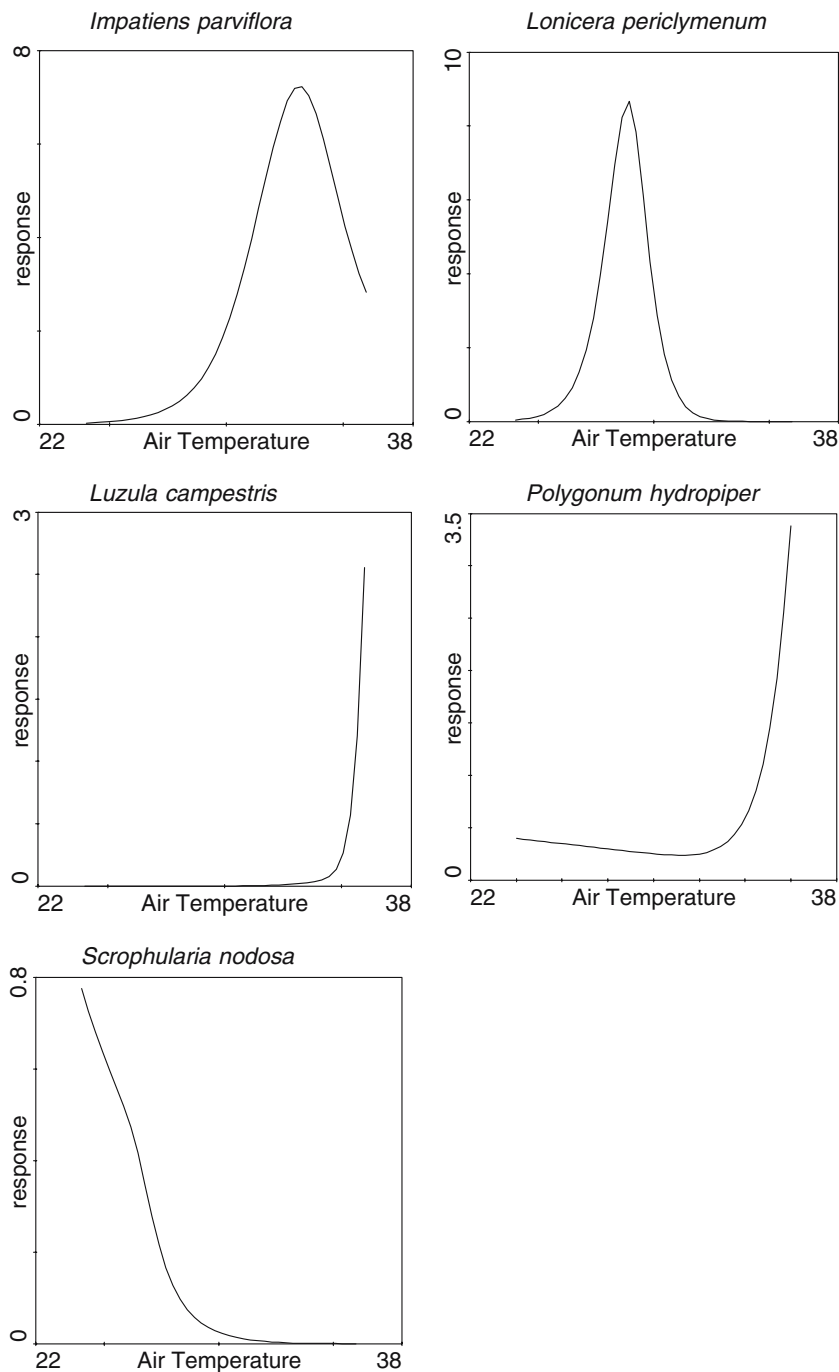 Impatiens parviflora
8
response
0
22 Air Temperature 38
Lonicera periclymenum
10
response
0
22 Air Temperature 38
Luzula campestris
3
response
0
22 Air Temperature 38
Polygonum hydropiper
3.5
response
0
22 Air Temperature 38
Scrophularia nodosa
0.8
response
0
22 Air Temperature 38